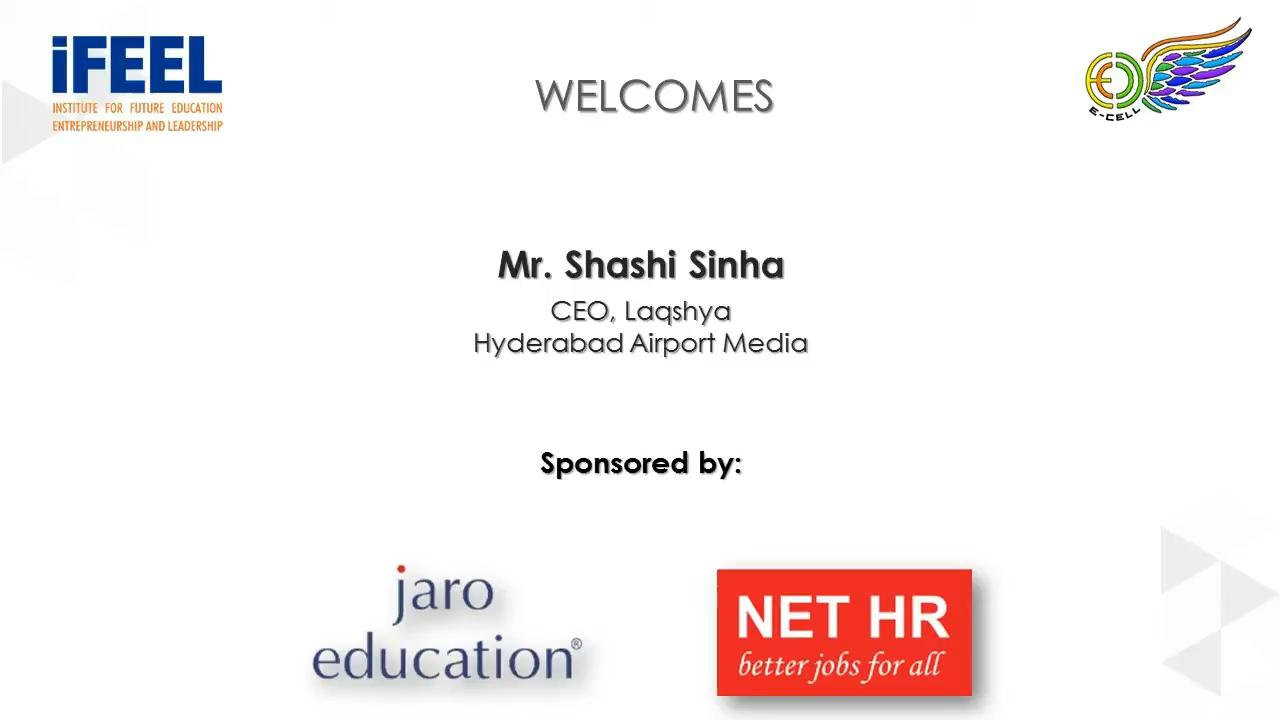 iFEEL
INSTITUTE FOR FUTURE EDUCATION
ENTREPRENEURSHIP AND LEADERSHIP
WELCOMES
E-CELL
Mr. Shashi Sinha
CEO, Laqshya
Hyderabad Airport Media
Sponsored by:
jaro
education®
NET HR
better jobs for all